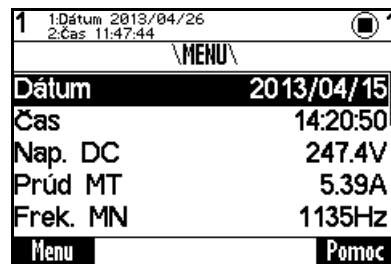 1 1:Dátum 2013/04/26
2:Čas 11:47:44
\MENU\
Dátum 2013/04/15
Čas 14:20:50
Nap. DC 247.4V
Prúd MT 5.39A
Frek. MN 1135Hz
Menu Pomoc